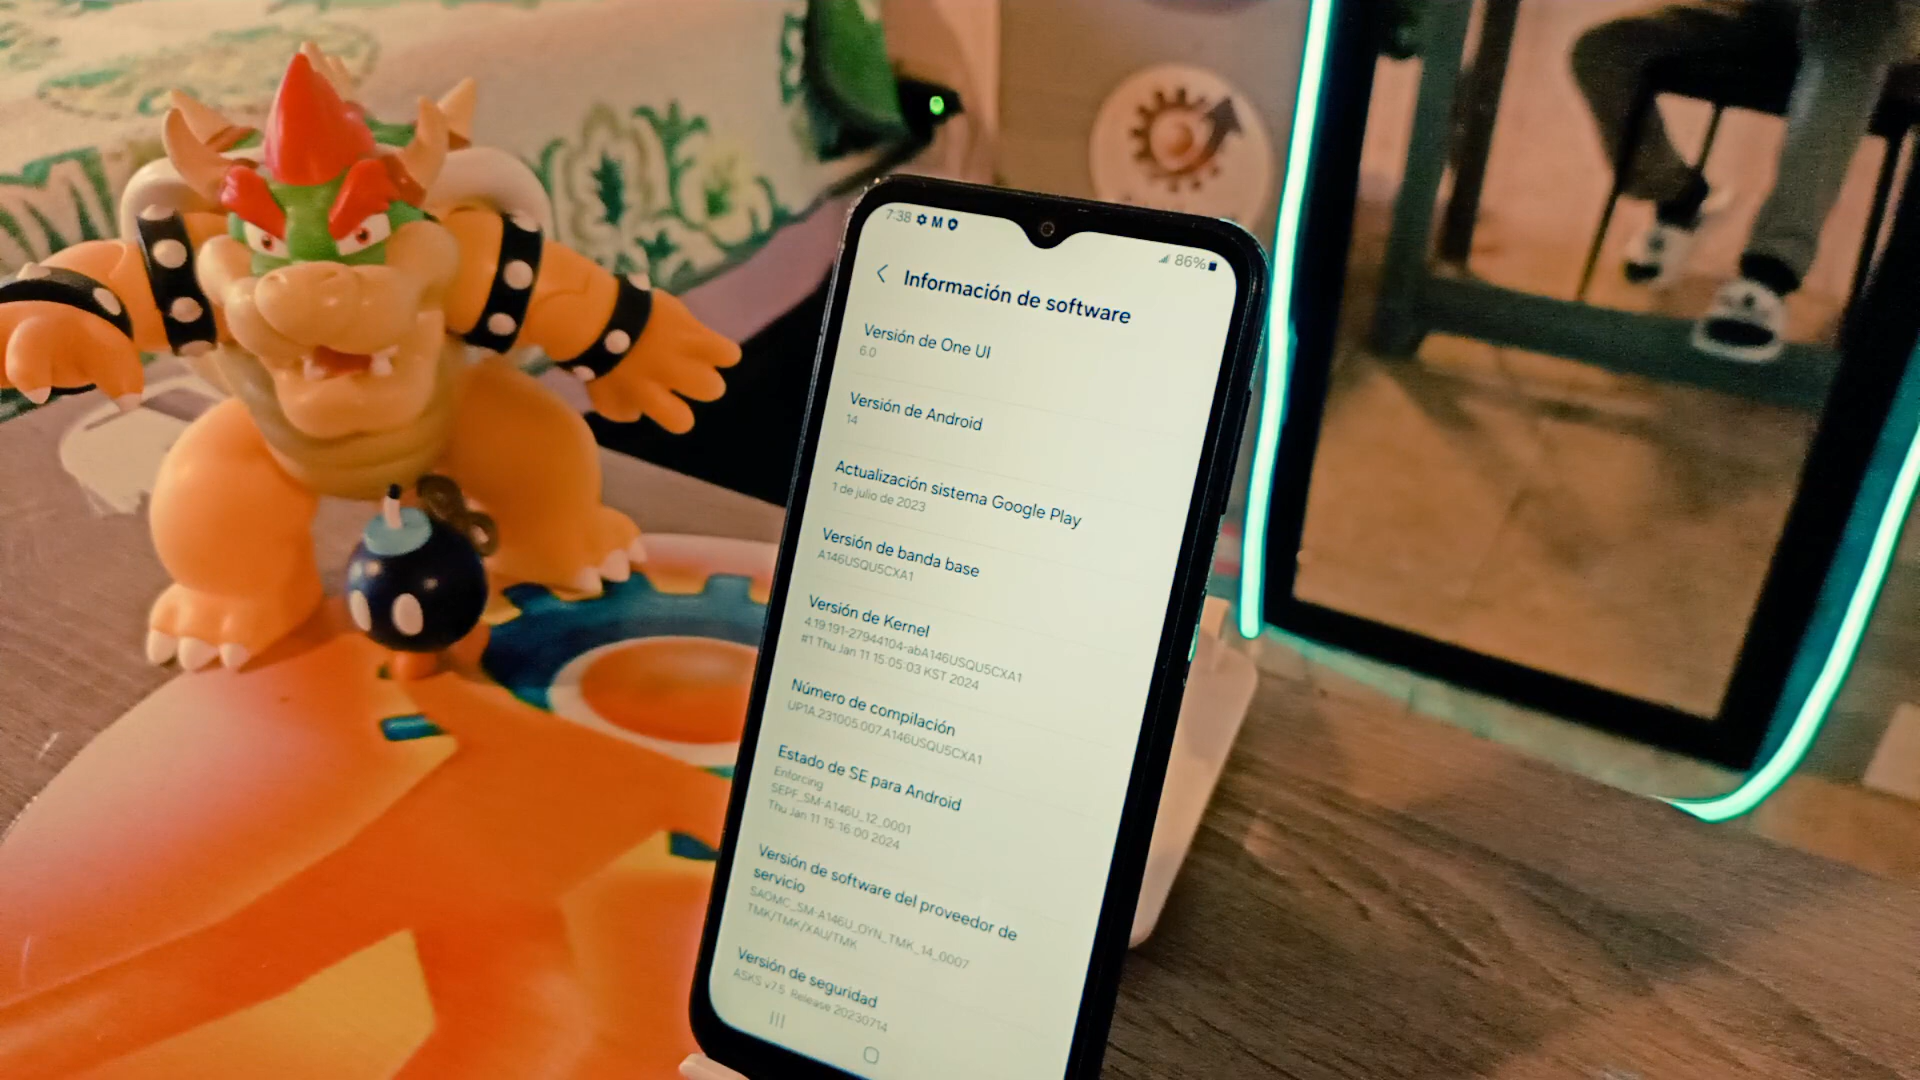 7:38 M
86%
Información de software
Versión de One UI
6.0
Versión de Android
14
Actualización sistema Google Play
1 de julio de 2023
Versión de banda base
A146USQU5CXA1
Versión de Kernel
4.19.191-27944104-abA146USQU5CXA1
#1 Thu Jan 11 15:05:03 KST 2024
Número de compilación
UP1A.231005.007.A146USQU5CXA1
Estado de SE para Android
Enforcing
SEPF_SM-A146U_12_0001
Thu Jan 11 15:16:00 2024
Versión de software del proveedor de
servicio
SAOMC_SM-A146U_OYN_TMK_14_0007
TMK/TMK/XAU/TMK
Versión de seguridad
ASKS v7.5 Release 20230714